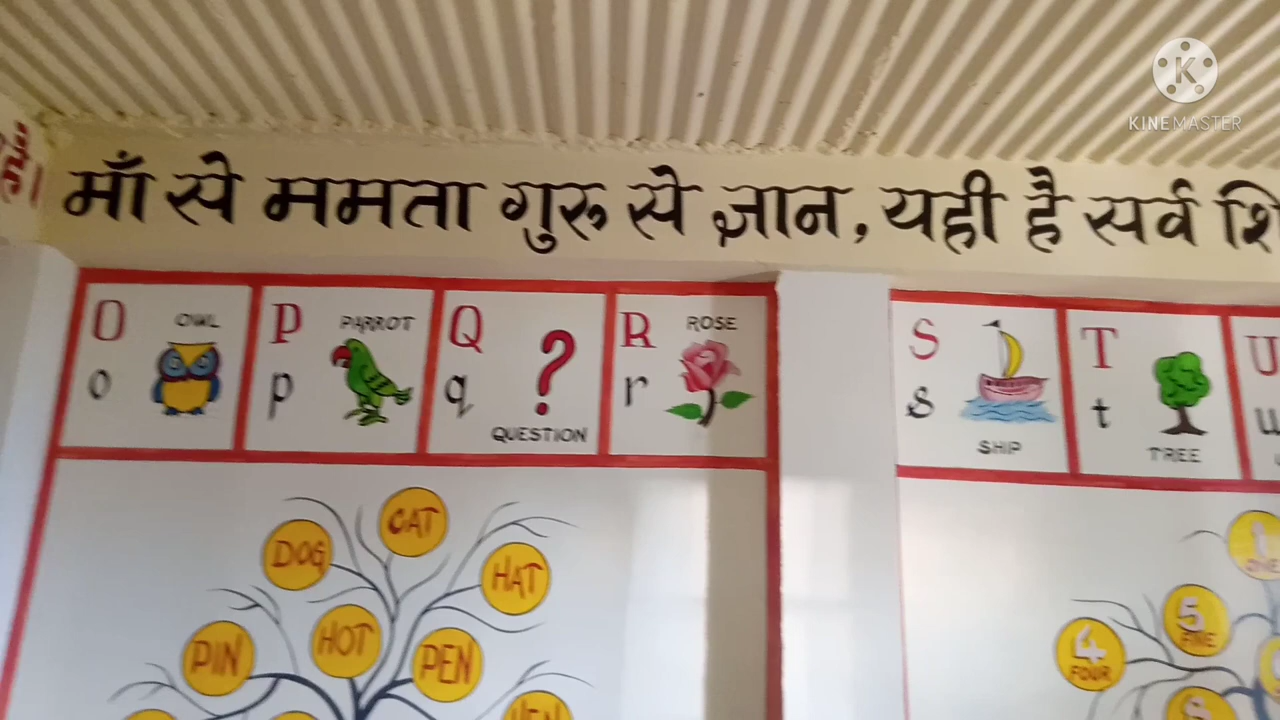 KINEMASTER
माँ से ममता गुरु से ज्ञान, यही है सर्व
O OWL
o
P PARROT
p
Q
q
QUESTION
R ROSE
r
S
s
SHIP
T
t
TREE
U
u
CAT
DOG
HAT
HOT
PIN
PEN
5
FIVE
4
FOUR